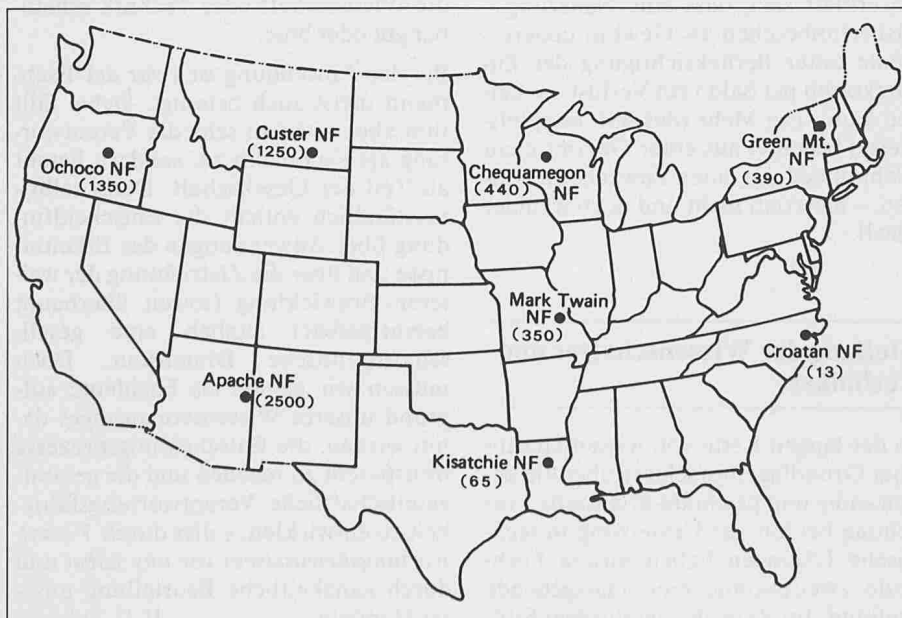 Orhoco NF
(1350)
Custer NF
(1250)
Chequamegon
(440) NF
Green Mt.
NF
(390)
Mark Twain
NF
(350)
Croatan NF
(13)
Apache NF
(2500)
Kisatchie NF
(65)